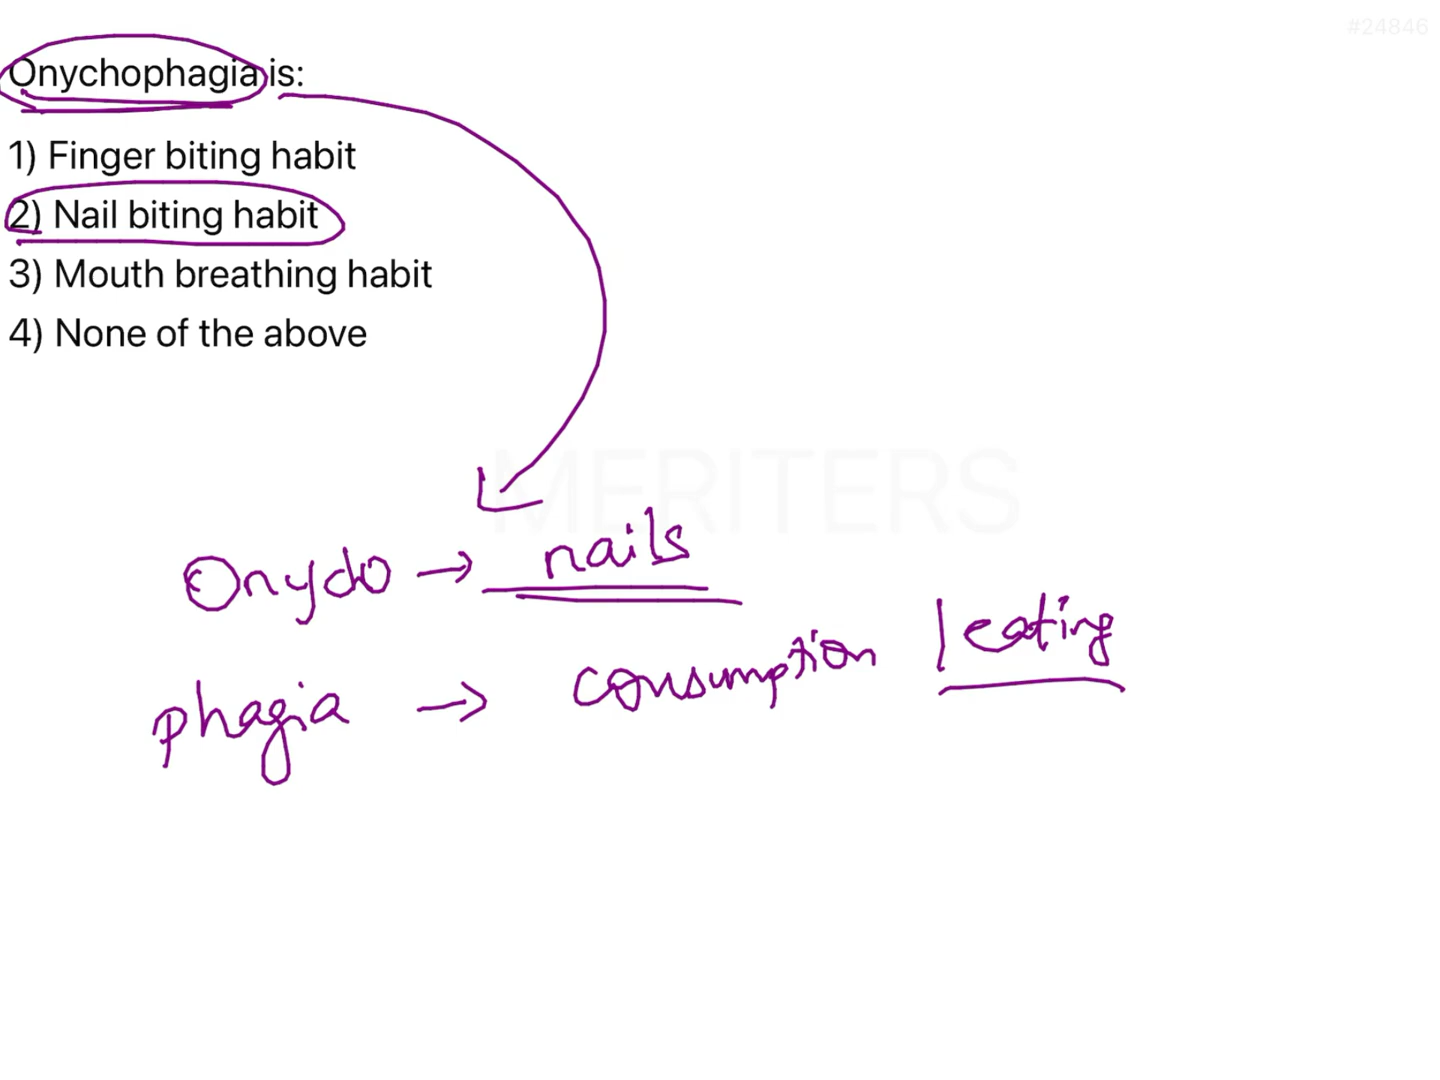 #24846
Onychophagia is:
1) Finger biting habit
2) Nail biting habit
3) Mouth breathing habit
4) None of the above
MERITERS
Onycho → nails
phagia → consumption / eating